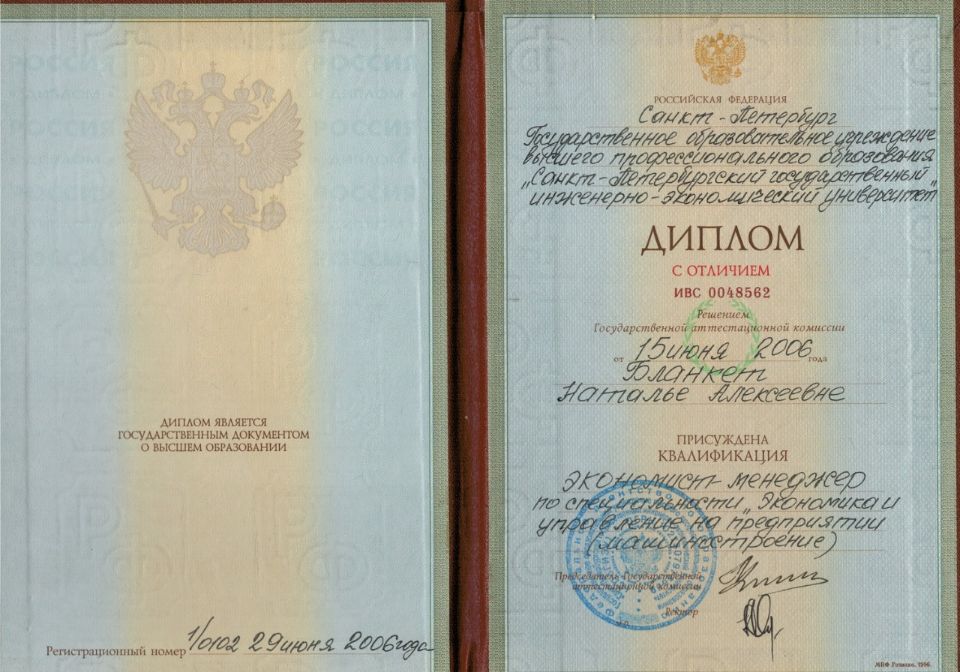 ДИПЛОМ ЯВЛЯЕТСЯ
ГОСУДАРСТВЕННЫМ ДОКУМЕНТОМ
О ВЫСШЕМ ОБРАЗОВАНИИ
Регистрационный номер 1/0102 29 июня 2006 года
РОССИЙСКАЯ ФЕДЕРАЦИЯ
Санкт-Петербург
Государственное образовательное учреждение
высшего профессионального образования
„Санкт-Петербургский государственный
инженерно-экономический университет"
ДИПЛОМ
С ОТЛИЧИЕМ
ИВС 0048562
Решением
Государственной аттестационной комиссии
от 15 июня 2006 года
Бланкет
Наталье Алексеевне
ПРИСУЖДЕНА
КВАЛИФИКАЦИЯ
экономист-менеджер
по специальности „Экономика и
управление на предприятии
(машиностроение)
Председатель Государственной
аттестационной комиссии
Ректор